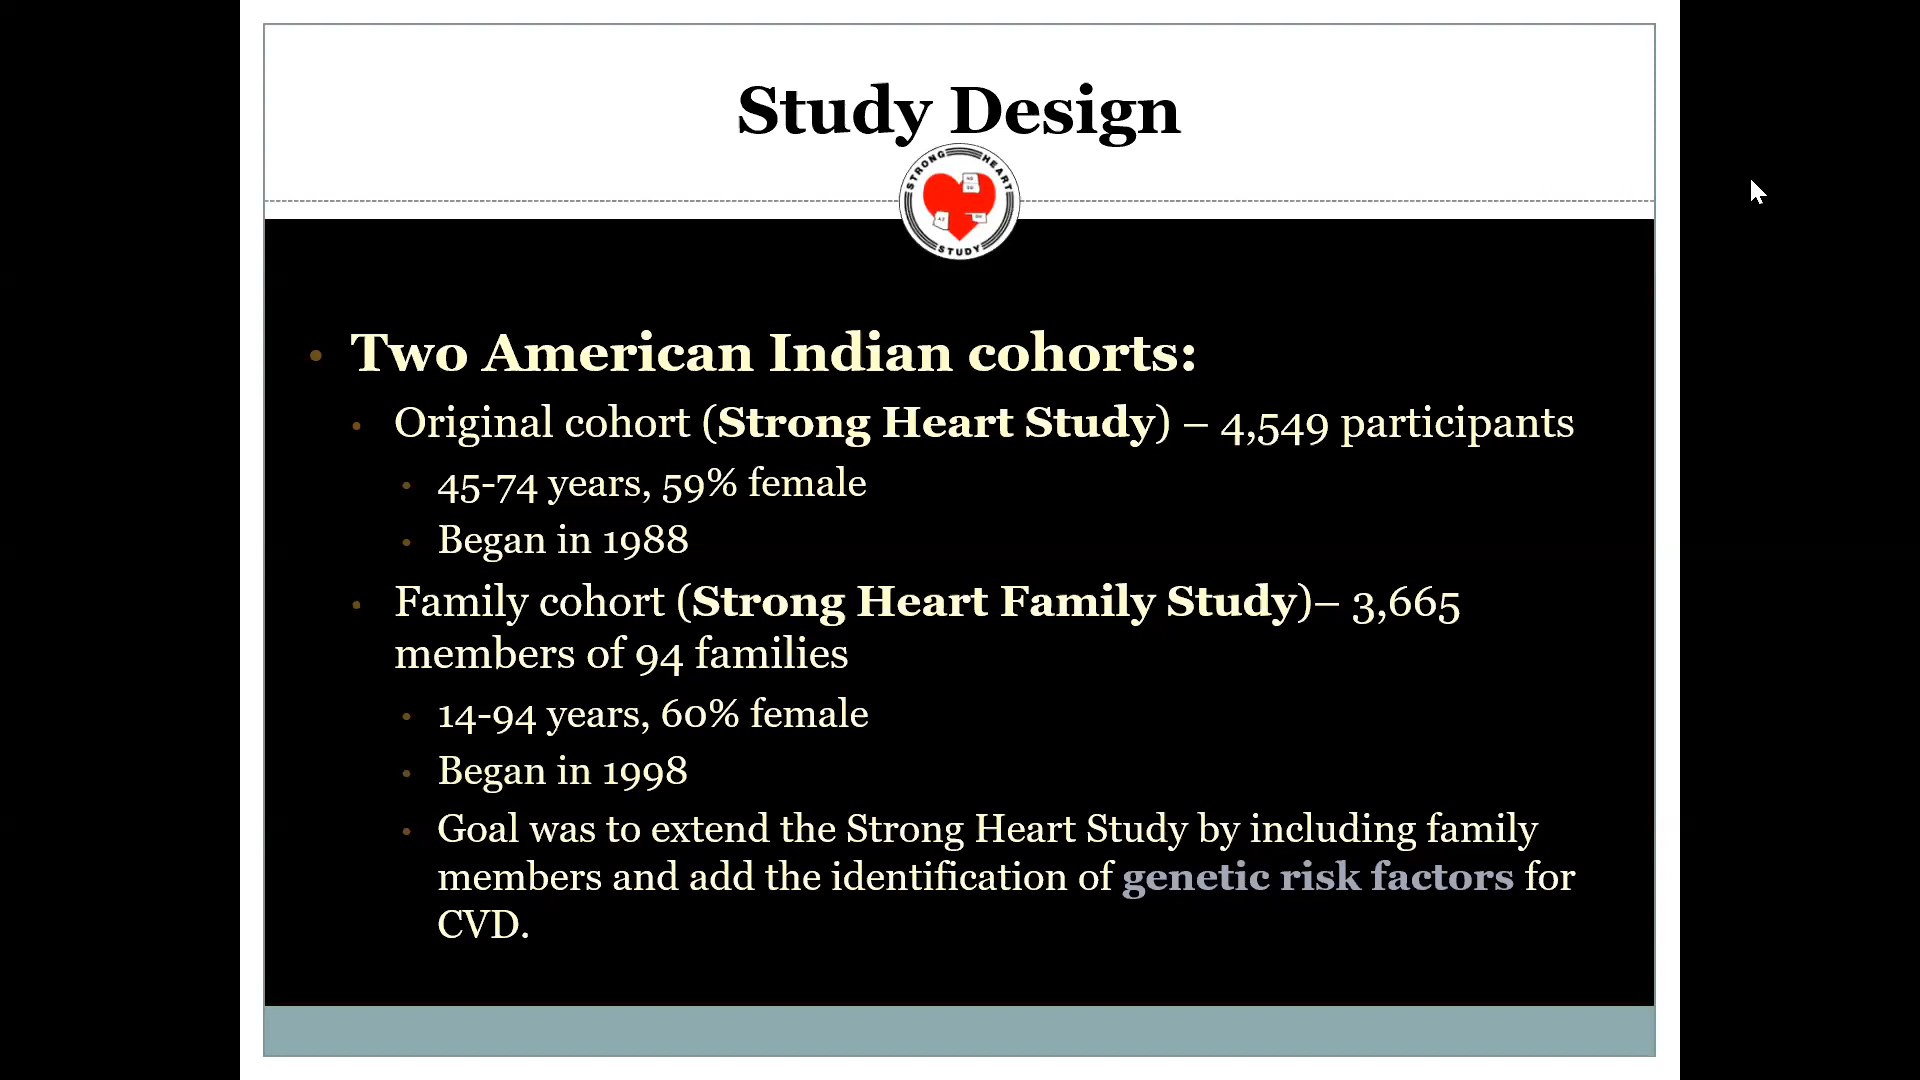 Study Design
STRONG HEART
STUDY
• Two American Indian cohorts:
• Original cohort (Strong Heart Study) – 4,549 participants
• 45-74 years, 59% female
• Began in 1988
• Family cohort (Strong Heart Family Study)– 3,665
members of 94 families
• 14-94 years, 60% female
• Began in 1998
• Goal was to extend the Strong Heart Study by including family
members and add the identification of genetic risk factors for
CVD.